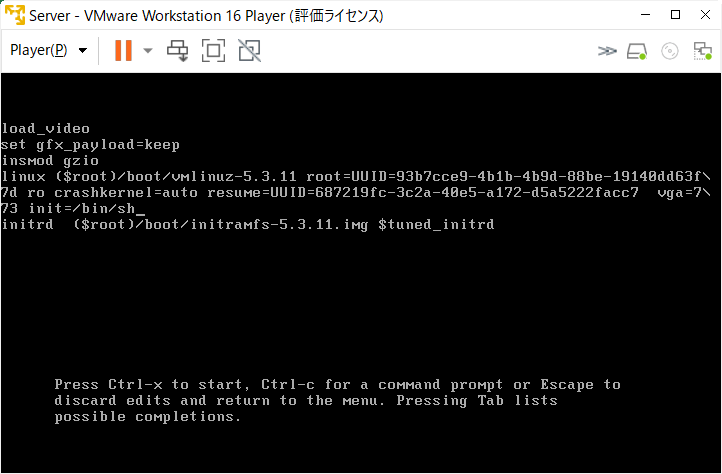 Server - VMware Workstation 16 Player (評価ライセンス)
Player(P)
load_video
set gfx_payload=keep
insmod gzio
linux ($root)/boot/vmlinuz-5.3.11 root=UUID=93b7cce9-4b1b-4b9d-88be-19140dd63f\
7d ro crashkernel=auto resume=UUID=687219fc-3c2a-40e5-a172-d5a5222facc7  vga=7\
73 init=/bin/sh_
initrd  ($root)/boot/initramfs-5.3.11.img $tuned_initrd
Press Ctrl-x to start, Ctrl-c for a command prompt or Escape to
discard edits and return to the menu. Pressing Tab lists
possible completions.